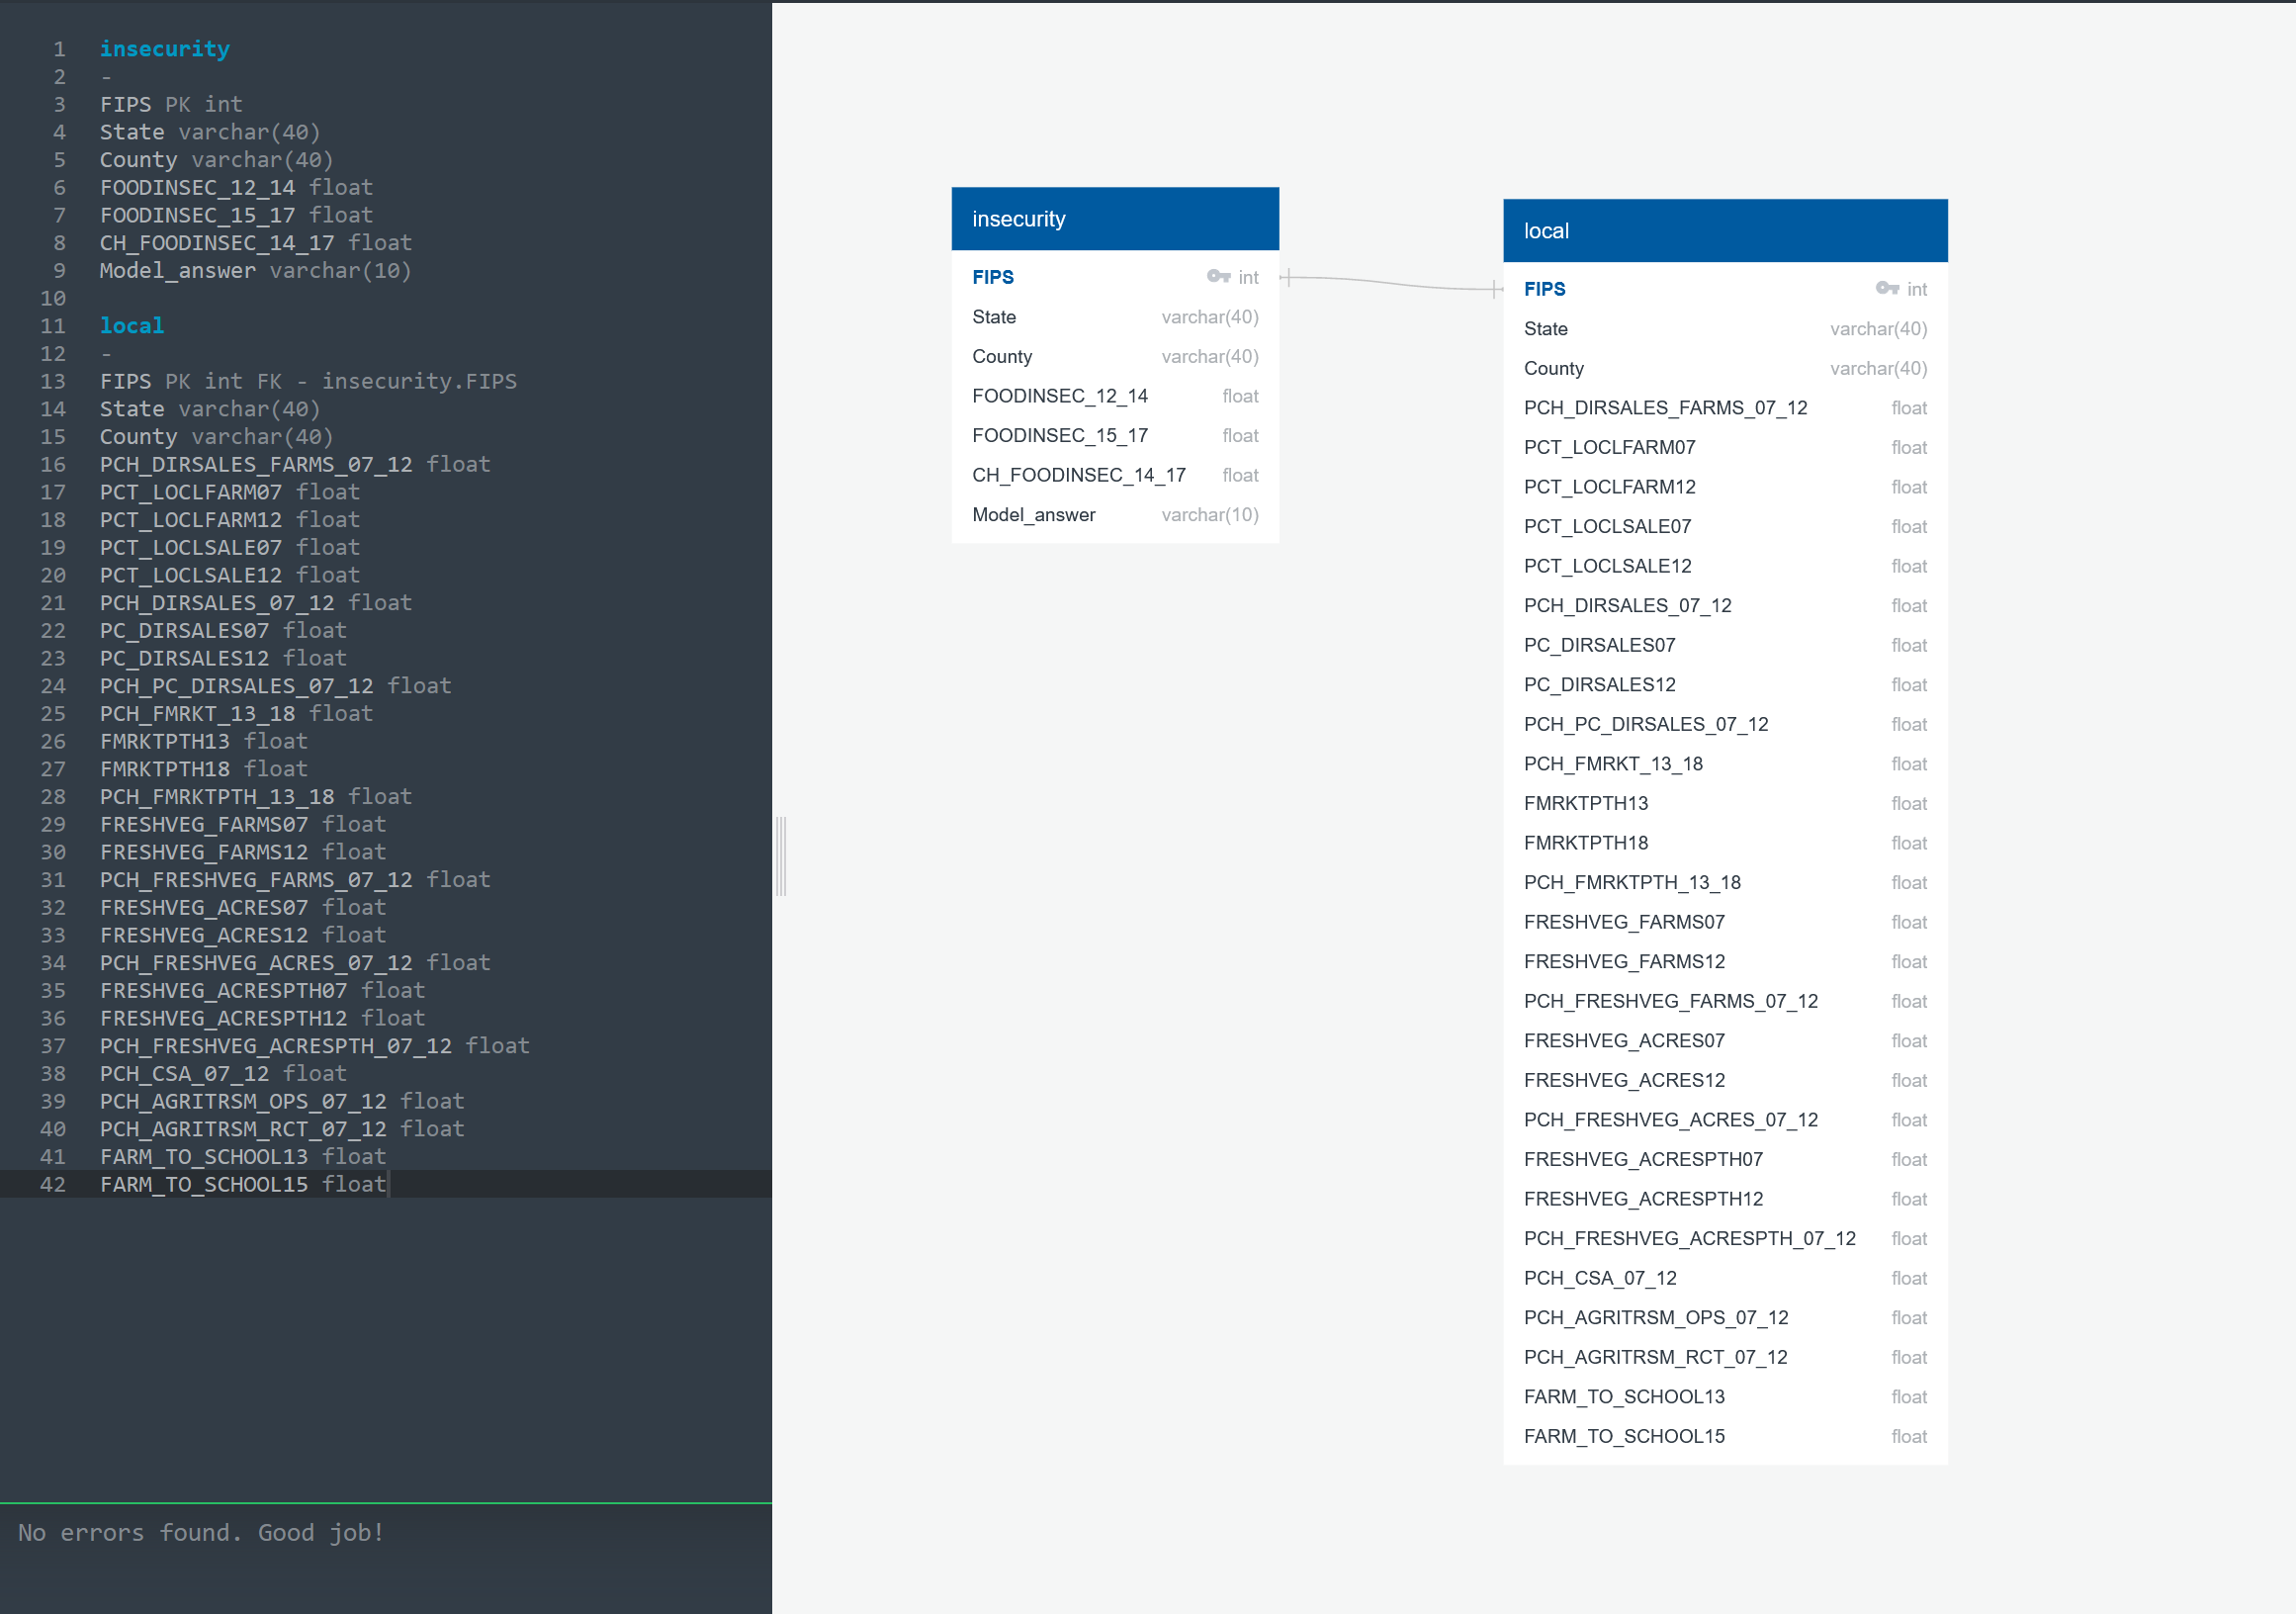 1 insecurity
2 -
3 FIPS PK int
4 State varchar(40)
5 County varchar(40)
6 FOODINSEC_12_14 float
7 FOODINSEC_15_17 float
8 CH_FOODINSEC_14_17 float
9 Model_answer varchar(10)
10
11 local
12 -
13 FIPS PK int FK - insecurity.FIPS
14 State varchar(40)
15 County varchar(40)
16 PCH_DIRSALES_FARMS_07_12 float
17 PCT_LOCLFARM07 float
18 PCT_LOCLFARM12 float
19 PCT_LOCLSALE07 float
20 PCT_LOCLSALE12 float
21 PCH_DIRSALES_07_12 float
22 PC_DIRSALES07 float
23 PC_DIRSALES12 float
24 PCH_PC_DIRSALES_07_12 float
25 PCH_FMRKT_13_18 float
26 FMRKTPTH13 float
27 FMRKTPTH18 float
28 PCH_FMRKTPTH_13_18 float
29 FRESHVEG_FARMS07 float
30 FRESHVEG_FARMS12 float
31 PCH_FRESHVEG_FARMS_07_12 float
32 FRESHVEG_ACRES07 float
33 FRESHVEG_ACRES12 float
34 PCH_FRESHVEG_ACRES_07_12 float
35 FRESHVEG_ACRESPTH07 float
36 FRESHVEG_ACRESPTH12 float
37 PCH_FRESHVEG_ACRESPTH_07_12 float
38 PCH_CSA_07_12 float
39 PCH_AGRITRSM_OPS_07_12 float
40 PCH_AGRITRSM_RCT_07_12 float
41 FARM_TO_SCHOOL13 float
42 FARM_TO_SCHOOL15 float
No errors found. Good job!
insecurity
FIPS int
State varchar(40)
County varchar(40)
FOODINSEC_12_14 float
FOODINSEC_15_17 float
CH_FOODINSEC_14_17 float
Model_answer varchar(10)
local
FIPS int
State varchar(40)
County varchar(40)
PCH_DIRSALES_FARMS_07_12 float
PCT_LOCLFARM07 float
PCT_LOCLFARM12 float
PCT_LOCLSALE07 float
PCT_LOCLSALE12 float
PCH_DIRSALES_07_12 float
PC_DIRSALES07 float
PC_DIRSALES12 float
PCH_PC_DIRSALES_07_12 float
PCH_FMRKT_13_18 float
FMRKTPTH13 float
FMRKTPTH18 float
PCH_FMRKTPTH_13_18 float
FRESHVEG_FARMS07 float
FRESHVEG_FARMS12 float
PCH_FRESHVEG_FARMS_07_12 float
FRESHVEG_ACRES07 float
FRESHVEG_ACRES12 float
PCH_FRESHVEG_ACRES_07_12 float
FRESHVEG_ACRESPTH07 float
FRESHVEG_ACRESPTH12 float
PCH_FRESHVEG_ACRESPTH_07_12 float
PCH_CSA_07_12 float
PCH_AGRITRSM_OPS_07_12 float
PCH_AGRITRSM_RCT_07_12 float
FARM_TO_SCHOOL13 float
FARM_TO_SCHOOL15 float